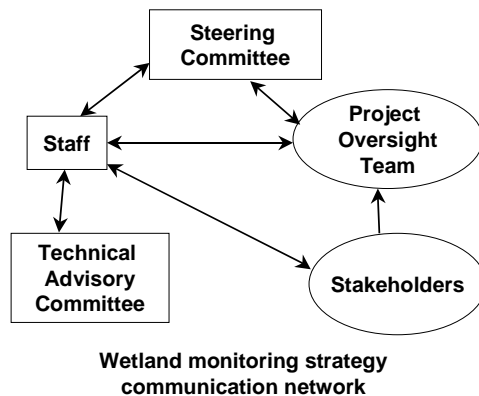 Steering
Committee
Project
Oversight
Team
Staff
Technical
Advisory
Committee
Stakeholders
Wetland monitoring strategy
communication network